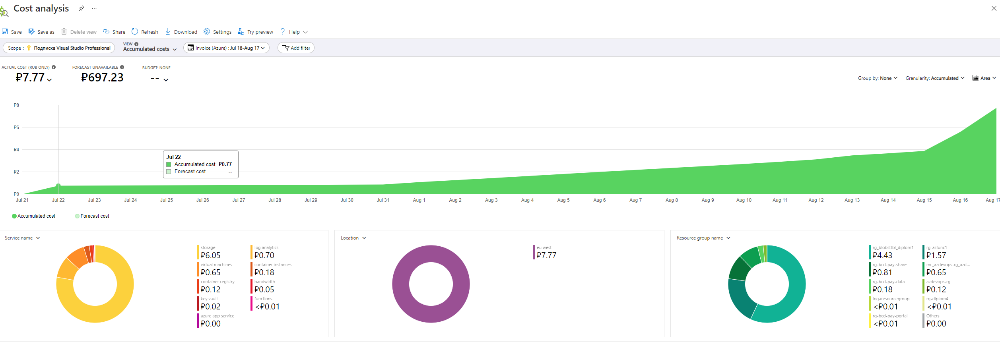 Cost analysis ...
Save Save as Delete view Share Refresh Download Settings Try preview ? Help
Scope : Подписка Visual Studio Professional
VIEW
Accumulated costs
Invoice (Azure) : Jul 18-Aug 17
Add filter
ACTUAL COST (RUB ONLY) FORECAST UNAVAILABLE BUDGET: NONE
₽7.77 ₽697.23 --
Group by: None Granularity: Accumulated Area
₽8
₽6
₽4
₽2
₽0
Jul 22
Accumulated cost ₽0.77
Forecast cost --
Jul 21 Jul 22 Jul 23 Jul 24 Jul 25 Jul 26 Jul 27 Jul 28 Jul 29 Jul 30 Jul 31 Aug 1 Aug 2 Aug 3 Aug 4 Aug 5 Aug 6 Aug 7 Aug 8 Aug 9 Aug 10 Aug 11 Aug 12 Aug 13 Aug 14 Aug 15 Aug 16 Aug 17
Accumulated cost Forecast cost
Service name
storage log analytics
₽6.05 ₽0.70
virtual machines container instances
₽0.65 ₽0.18
container registry bandwidth
₽0.12 ₽0.05
key vault functions
₽0.02 <₽0.01
azure app service
₽0.00
Location
eu west
₽7.77
Resource group name
rg_blobsttbl_diplom1 rg-azfunc1
₽4.43 ₽1.57
rg-bcd-pay-share mc_azdevops-rg_azd...
₽0.81 ₽0.65
rg-bcd-pay-data azdevops-rg
₽0.18 ₽0.12
logaresourcegroup rg-diplom4
<₽0.01 <₽0.01
rg-bcd-pay-portal Others
<₽0.01 ₽0.00